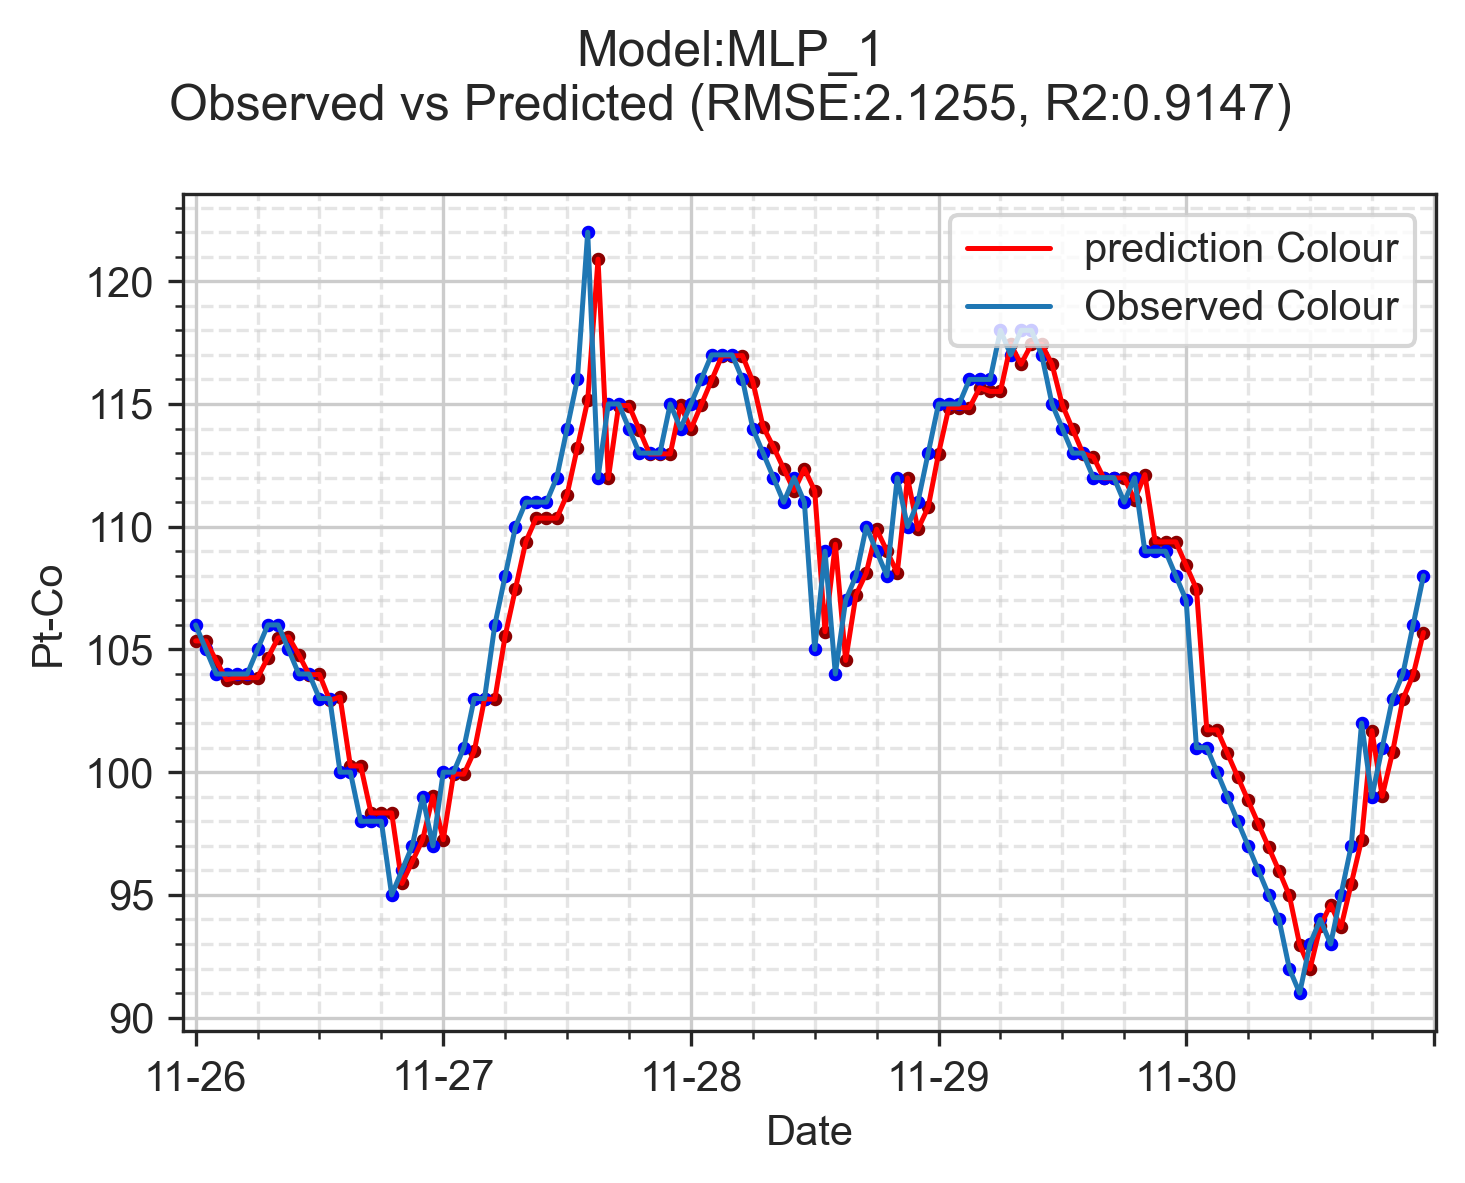 Model:MLP_1
Observed vs Predicted (RMSE:2.1255, R2:0.9147)
prediction Colour
Observed Colour
120
115
110
105
100
95
90
Pt-Co
11-26
11-27
11-28
11-29
11-30
Date